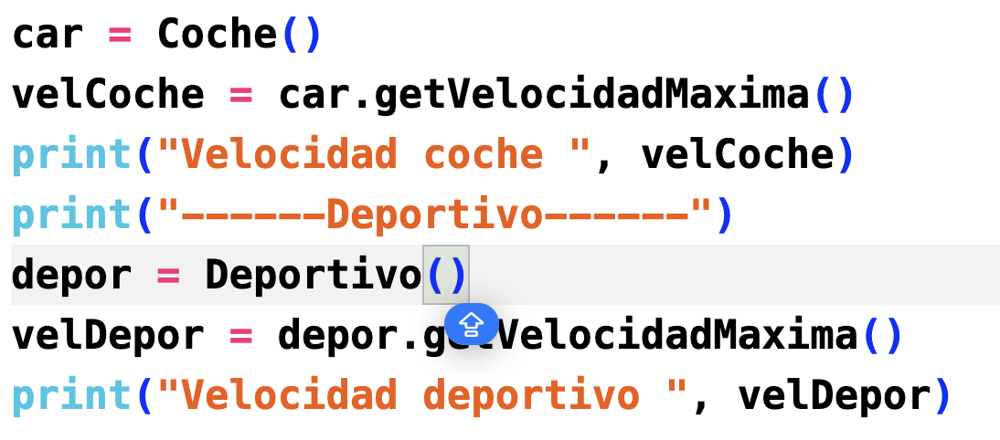 car = Coche()
velCoche = car.getVelocidadMaxima()
print("Velocidad coche ", velCoche)
print("------Deportivo------")
depor = Deportivo()
velDepor = depor.getVelocidadMaxima()
print("Velocidad deportivo ", velDepor)